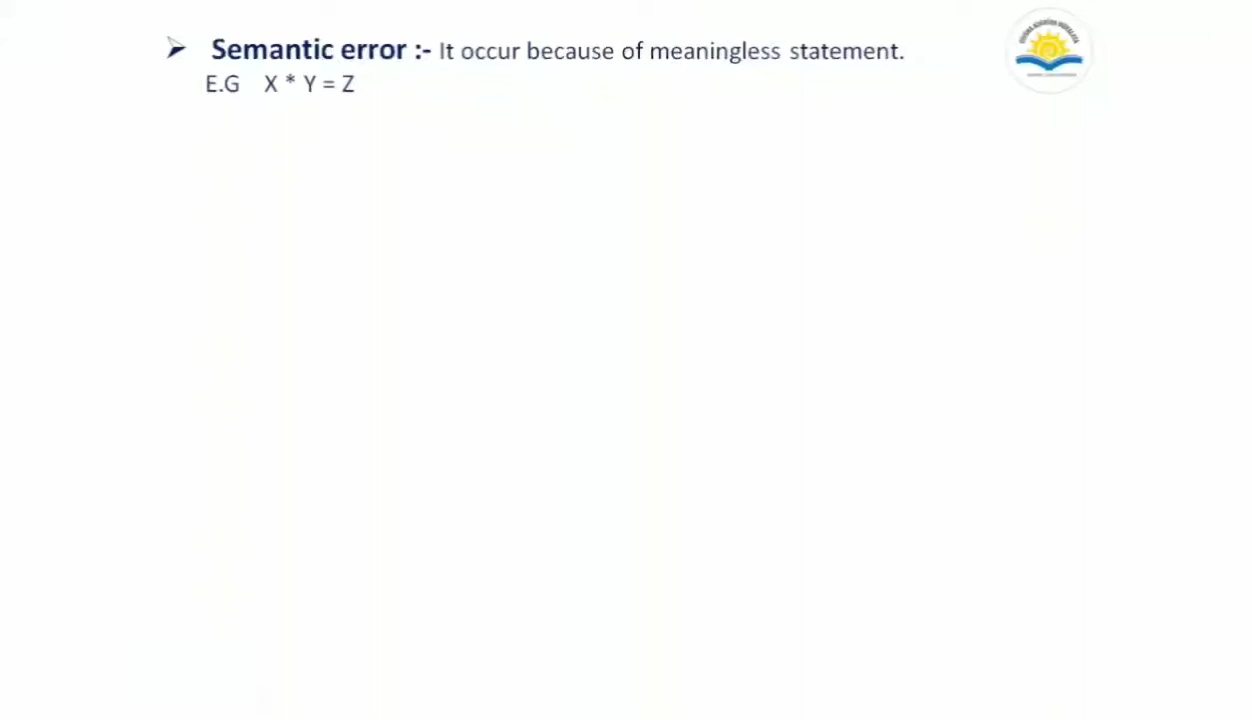 ➢ Semantic error :- It occur because of meaningless statement.
E.G X * Y = Z